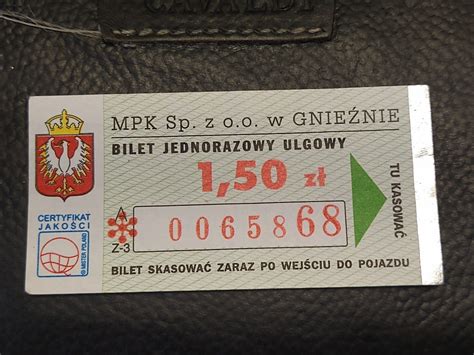 CAVALDI
MPK Sp. z o.o. w GNIEŹNIE
BILET JEDNORAZOWY ULGOWY
1,50 zł
TU KASOWAĆ
CERTYFIKAT
JAKOŚCI
A
Z-3
0065868
BILET SKASOWAĆ ZARAZ PO WEJŚCIU DO POJAZDU